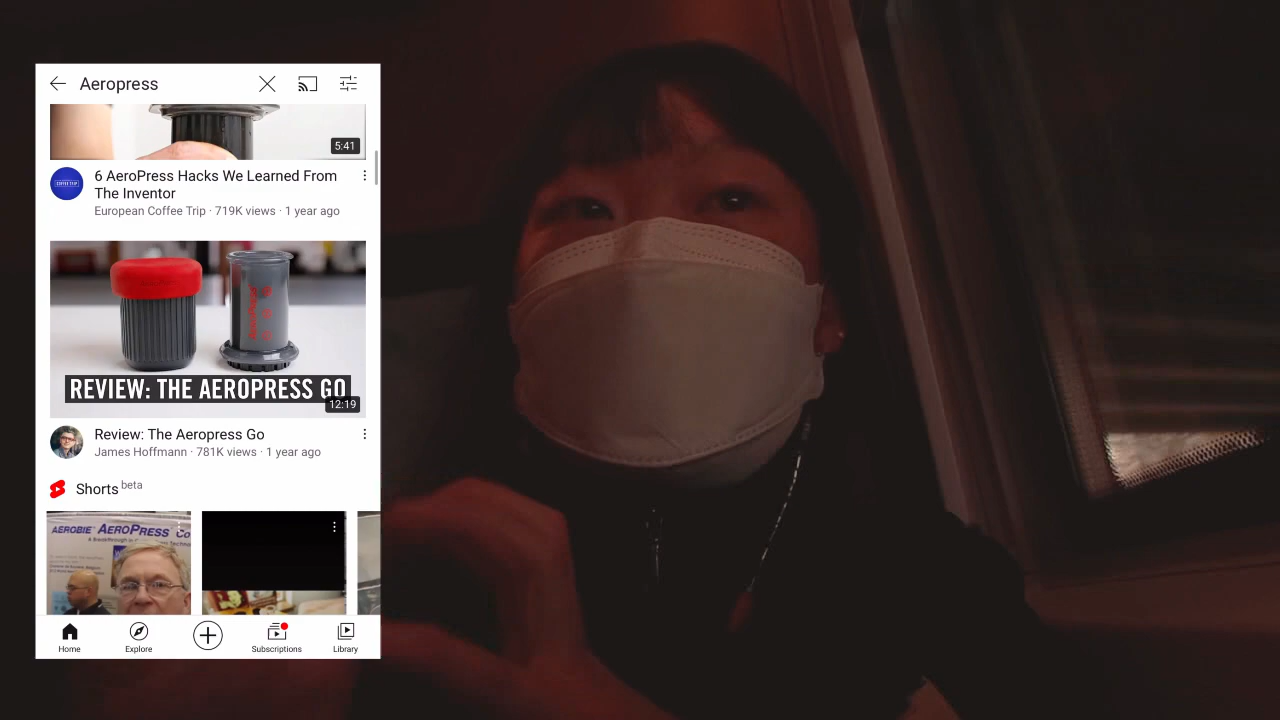 Aeropress
5:41
6 AeroPress Hacks We Learned From
The Inventor
European Coffee Trip · 719K views · 1 year ago
AeroPress
REVIEW: THE AEROPRESS GO
12:19
Review: The Aeropress Go
James Hoffmann · 781K views · 1 year ago
Shorts beta
AEROBIE AEROPRESS
Home
Explore
Subscriptions
Library